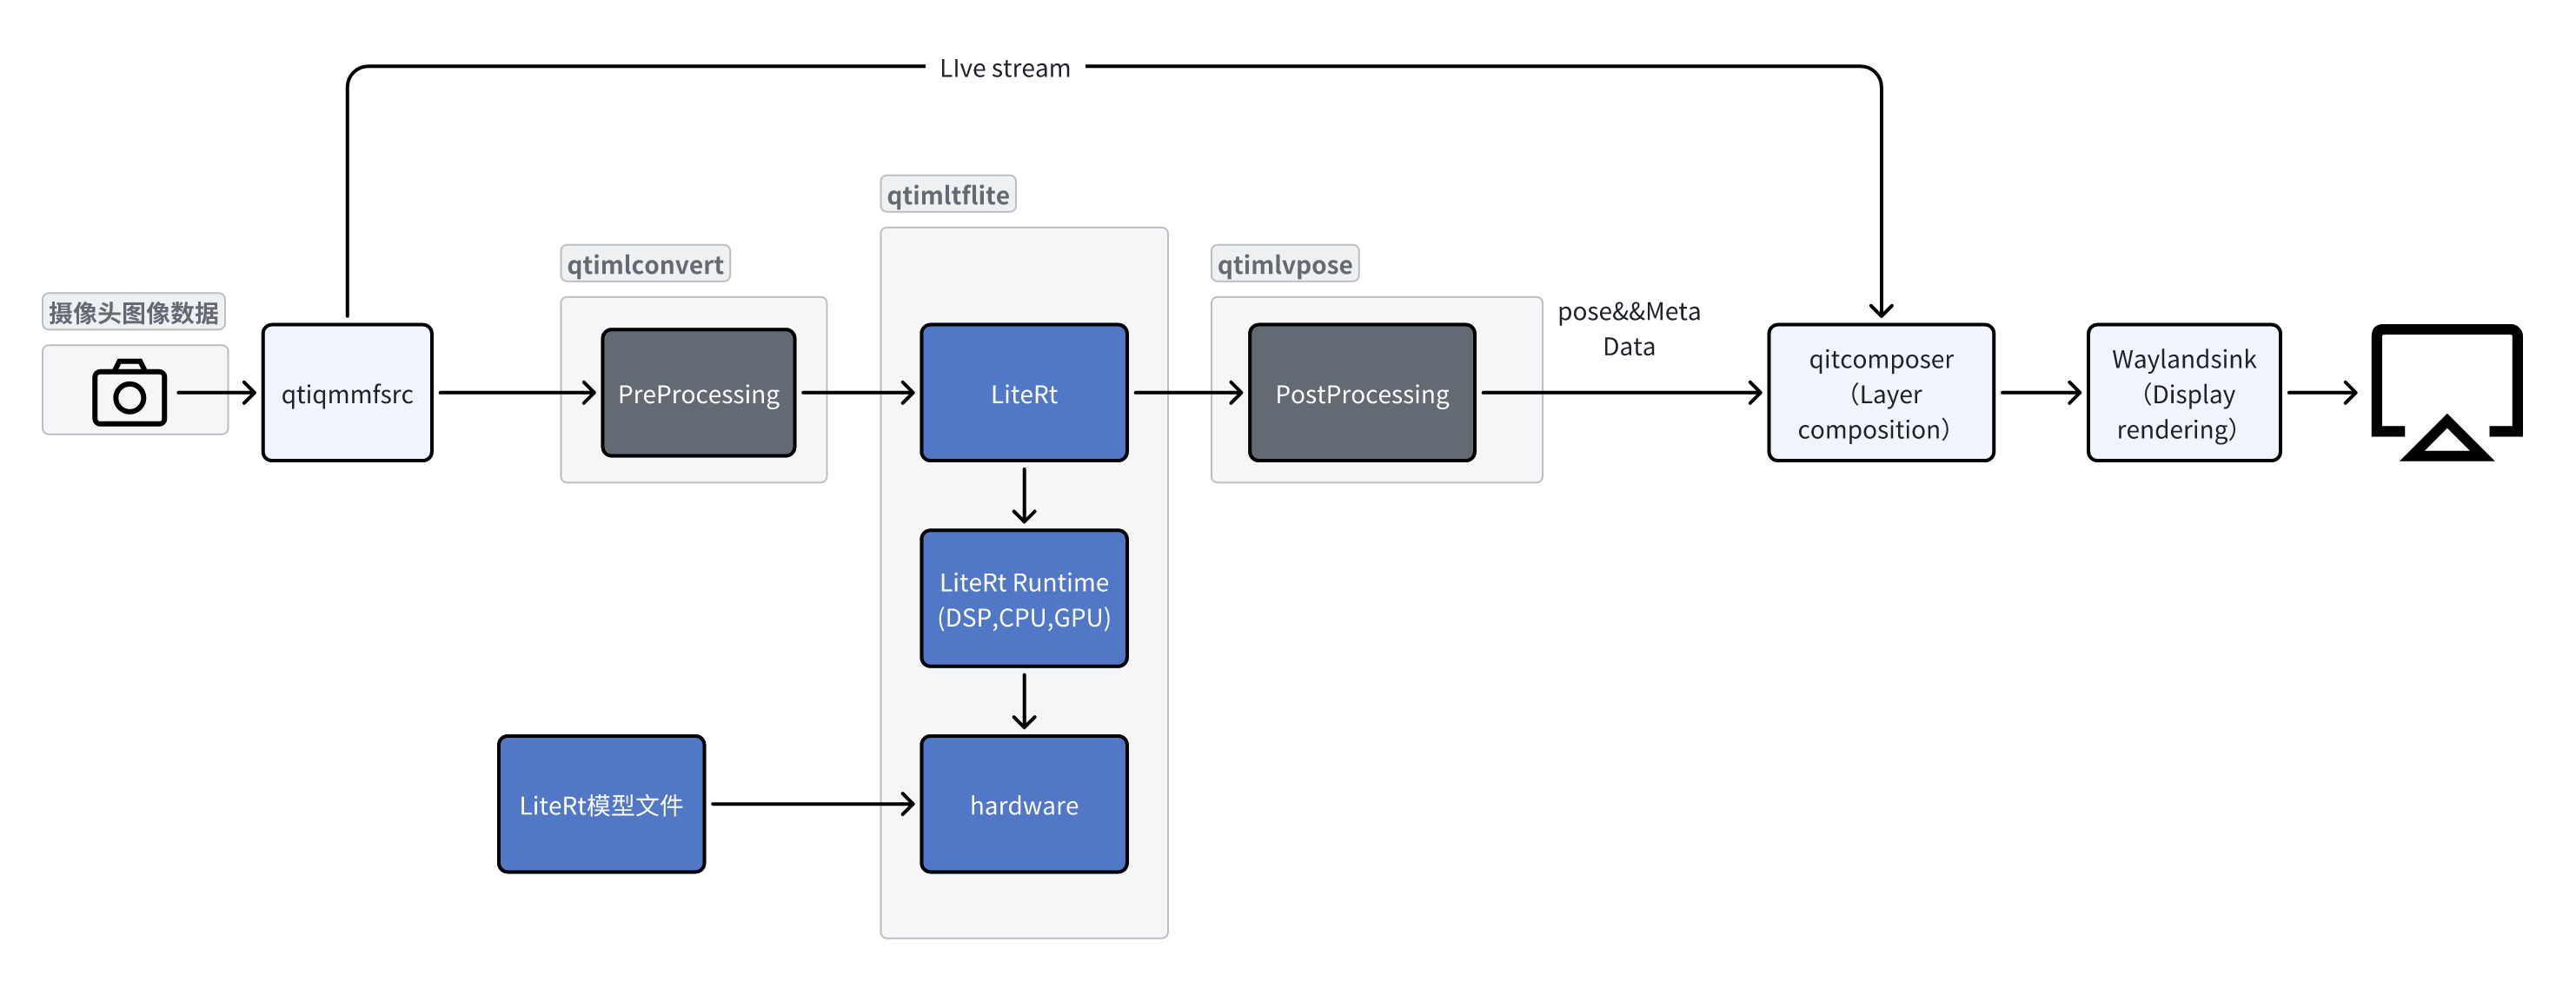 LIve stream
qtimltflite
qtimlconvert
qtimlvpose
摄像头图像数据
pose&&Meta
Data
qtiqmmfsrc
PreProcessing
LiteRt
PostProcessing
qitcomposer
（Layer
composition）
Waylandsink
（Display
rendering）
LiteRt Runtime
(DSP,CPU,GPU)
LiteRt模型文件
hardware